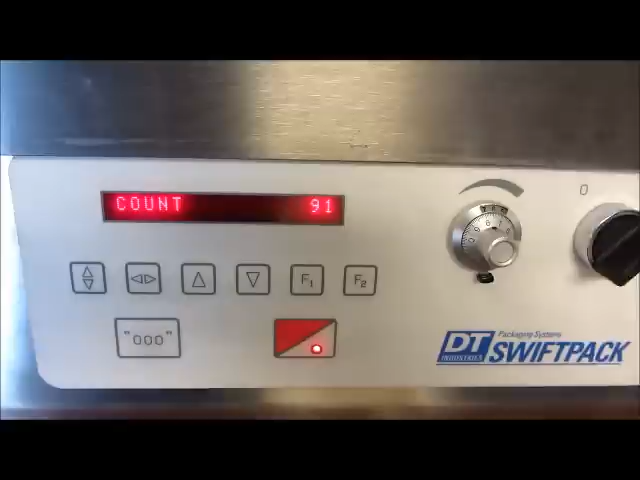 COUNT 91
0
F1
F2
"000"
DT
INDUSTRIES
Packaging Systems
SWIFTPACK